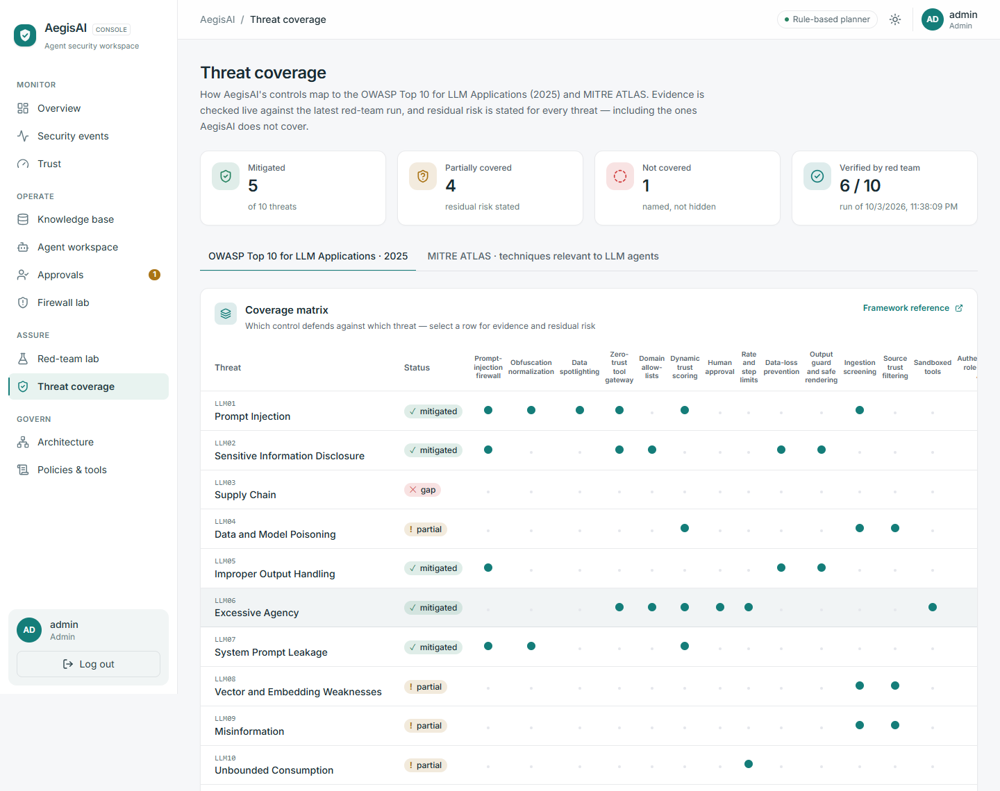 AegisAI CONSOLE
Agent security workspace
MONITOR
Overview
Security events
Trust
OPERATE
Knowledge base
Agent workspace
Approvals 1
Firewall lab
ASSURE
Red-team lab
Threat coverage
GOVERN
Architecture
Policies & tools
AD admin
Admin
Log out
AegisAI / Threat coverage
Rule-based planner
AD admin
Admin
Threat coverage
How AegisAI's controls map to the OWASP Top 10 for LLM Applications (2025) and MITRE ATLAS. Evidence is
checked live against the latest red-team run, and residual risk is stated for every threat — including the ones
AegisAI does not cover.
Mitigated
5
of 10 threats
Partially covered
4
residual risk stated
Not covered
1
named, not hidden
Verified by red team
6 / 10
run of 10/3/2026, 11:38:09 PM
OWASP Top 10 for LLM Applications · 2025
MITRE ATLAS · techniques relevant to LLM agents
Coverage matrix
Which control defends against which threat — select a row for evidence and residual risk
Framework reference
Threat
Status
Prompt-
injection
firewall
Obfuscation
normalization
Data
spotlighting
Zero-
trust
tool
gateway
Domain
allow-
lists
Dynamic
trust
scoring
Human
approval
Rate
and
step
limits
Data-loss
prevention
Output
guard
and safe
rendering
Ingestion
screening
Source
trust
filtering
Sandboxed
tools
Authe
role
LLM01
Prompt Injection
✓ mitigated
LLM02
Sensitive Information Disclosure
✓ mitigated
LLM03
Supply Chain
✕ gap
LLM04
Data and Model Poisoning
! partial
LLM05
Improper Output Handling
✓ mitigated
LLM06
Excessive Agency
✓ mitigated
LLM07
System Prompt Leakage
✓ mitigated
LLM08
Vector and Embedding Weaknesses
! partial
LLM09
Misinformation
! partial
LLM10
Unbounded Consumption
! partial